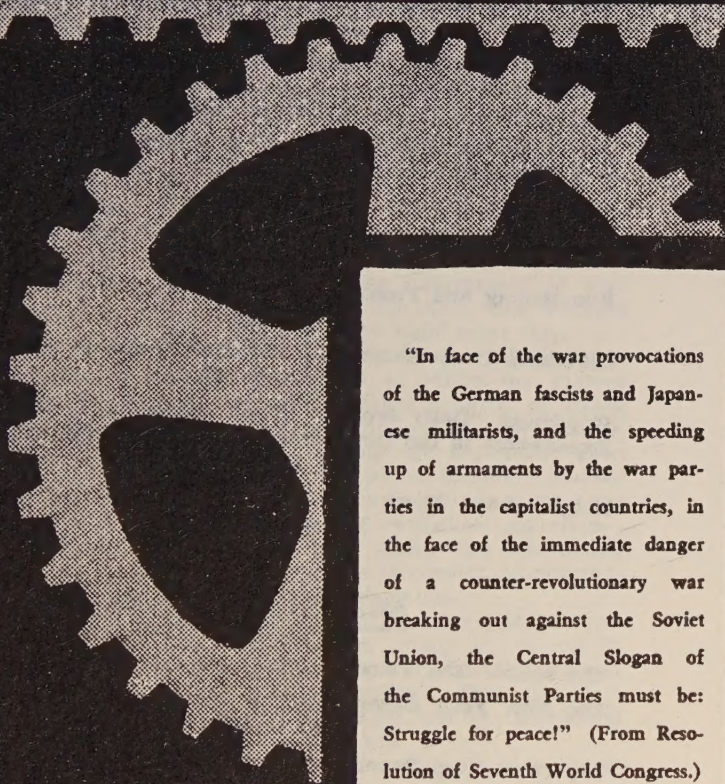 “In face of the war provocations
of the German fascists and Japan-
ese militarists, and the speeding
up of armaments by the war par-
ties in the capitalist countries, in
the face of the immediate danger
of a counter-revolutionary war
breaking out against the Soviet
Union, the Central Slogan of
the Communist Parties must be:
Struggle for peace!” (From Reso-
lution of Seventh World Congress.)